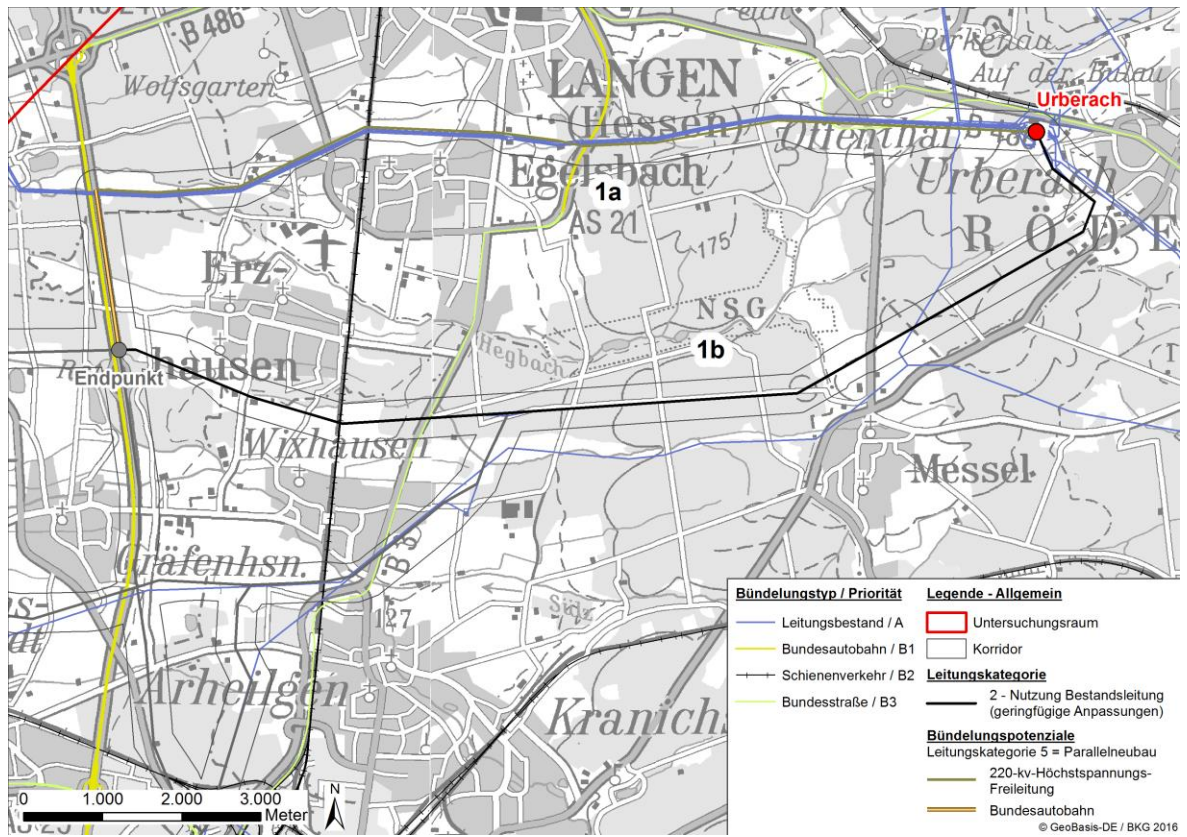 B 486
Wolfsgarten
LANGEN
(Hessen)
Birkenau
Auf der Bulau
Urberach
Offenthal
Egelsbach
Urberach
1a
AS 21
175
R Ö D E
Erz-
NSG
1b
Hegbach
hausen
Endpunkt
Wixhausen
Messel
Gräfenhsn.
B 3
127
Sülz
Arheilgen
Kranichs
Bündelungstyp / Priorität
Leitungsbestand / A
Bundesautobahn / B1
Schienenverkehr / B2
Bundesstraße / B3
Legende - Allgemein
Untersuchungsraum
Korridor
Leitungskategorie
2 - Nutzung Bestandsleitung
(geringfügige Anpassungen)
Bündelungspotenziale
Leitungskategorie 5 = Parallelneubau
220-kv-Höchstspannungs-
Freileitung
Bundesautobahn
0 1.000 2.000 3.000
Meter
N
© GeoBasis-DE / BKG 2016